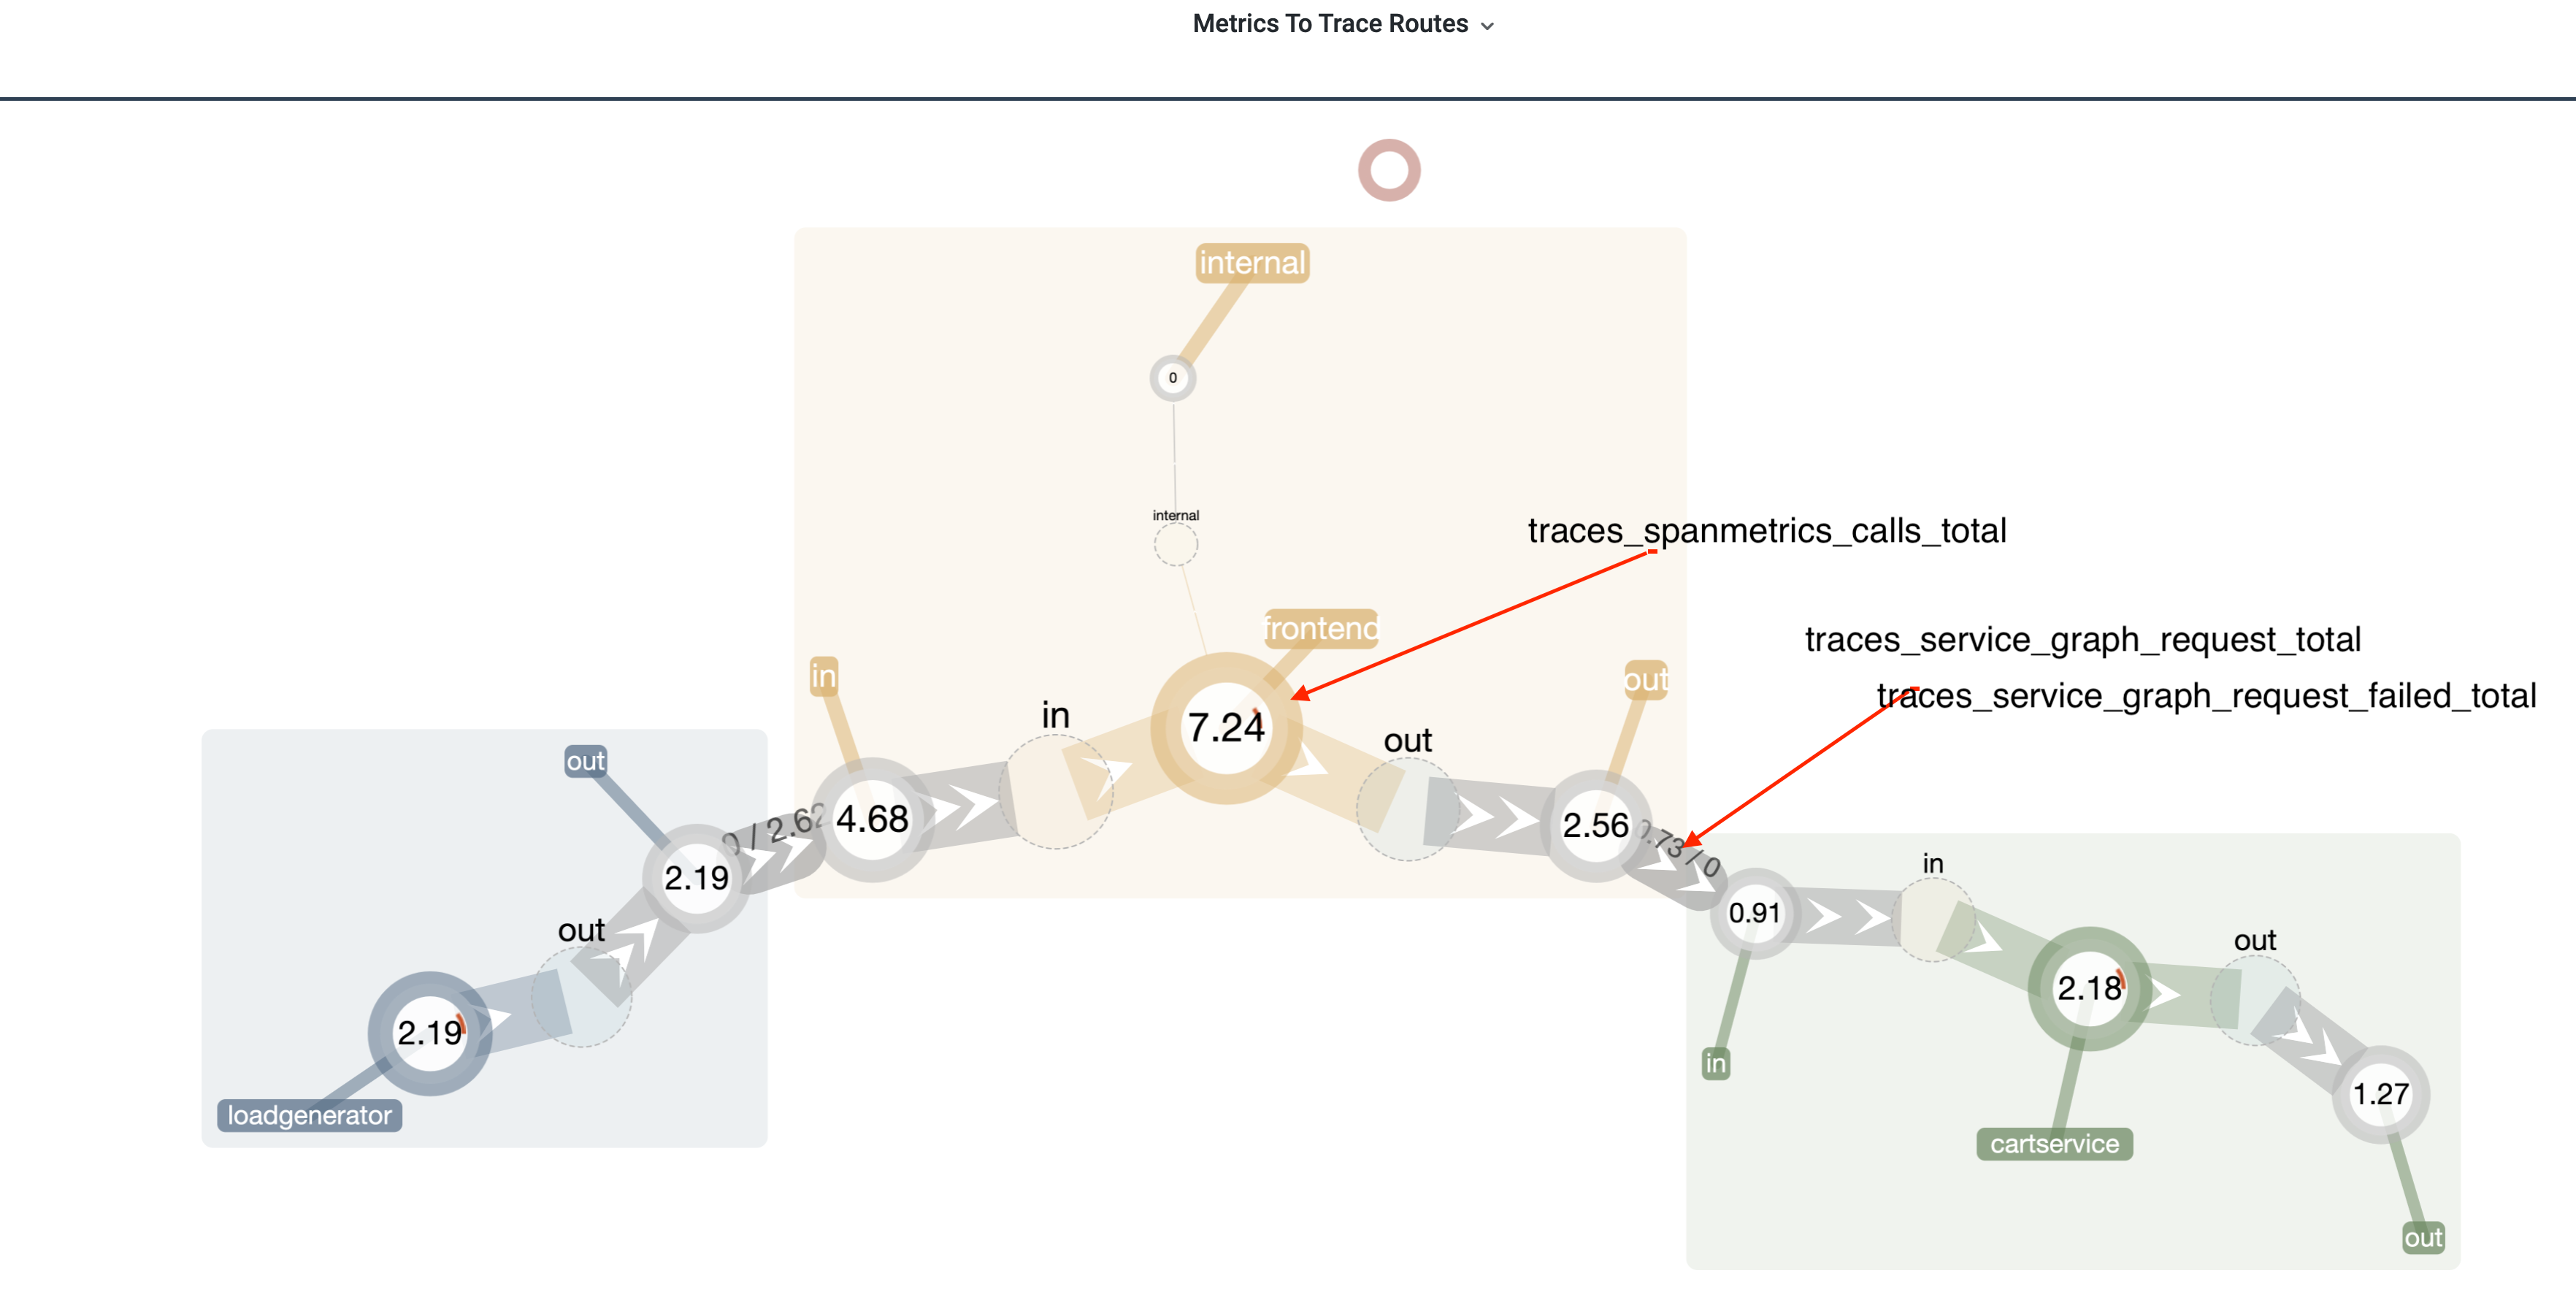 Metrics To Trace Routes
internal
0
internal
traces_spanmetrics_calls_total
frontend
traces_service_graph_request_total
in
out
traces_service_graph_request_failed_total
in
7.24
out
out
0 / 2.62
4.68
2.56
0.73 / 0
in
2.19
0.91
out
out
2.19
2.18
in
1.27
loadgenerator
cartservice
out